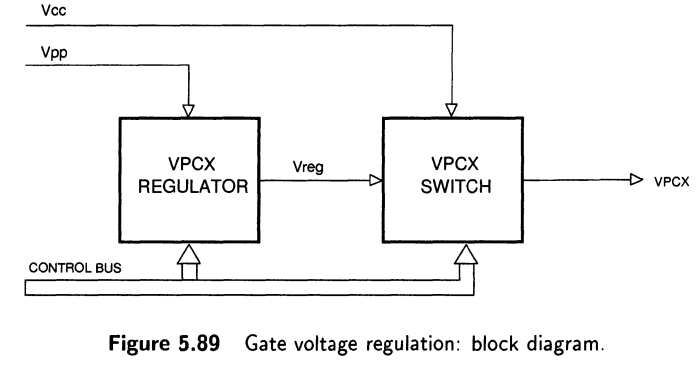 Vcc
Vpp
VPCX
REGULATOR
Vreg
VPCX
SWITCH
VPCX
CONTROL BUS
Figure 5.89 Gate voltage regulation: block diagram.